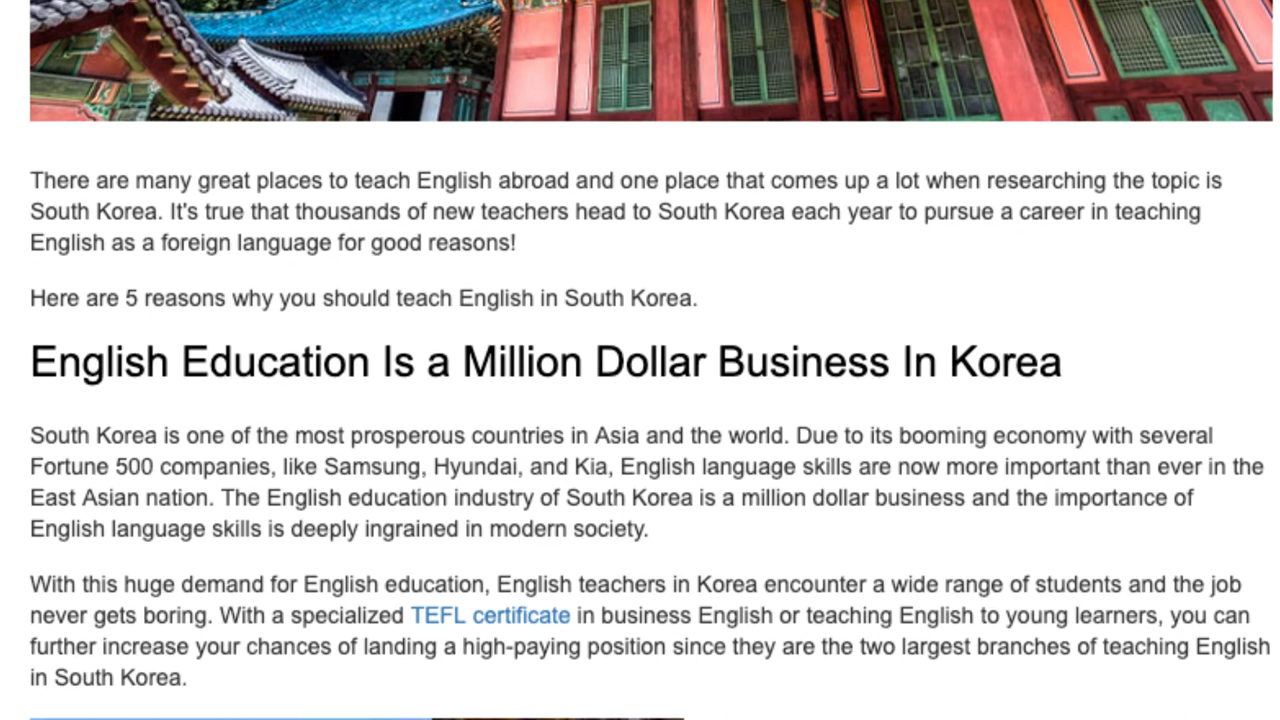 There are many great places to teach English abroad and one place that comes up a lot when researching the topic is
South Korea. It's true that thousands of new teachers head to South Korea each year to pursue a career in teaching
English as a foreign language for good reasons!
Here are 5 reasons why you should teach English in South Korea.
English Education Is a Million Dollar Business In Korea
South Korea is one of the most prosperous countries in Asia and the world. Due to its booming economy with several
Fortune 500 companies, like Samsung, Hyundai, and Kia, English language skills are now more important than ever in the
East Asian nation. The English education industry of South Korea is a million dollar business and the importance of
English language skills is deeply ingrained in modern society.
With this huge demand for English education, English teachers in Korea encounter a wide range of students and the job
never gets boring. With a specialized TEFL certificate in business English or teaching English to young learners, you can
further increase your chances of landing a high-paying position since they are the two largest branches of teaching English
in South Korea.